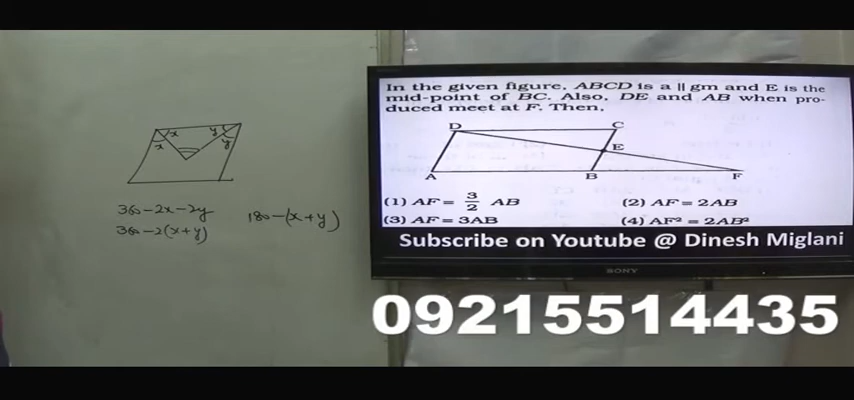 x
x
y
y
360-2x-2y
360-2(x+y)
180-(x+y)
In the given figure, ABCD is a || gm and E is the
mid-point of BC. Also, DE and AB when pro-
duced meet at F. Then,
D C
E
A B F
(1) AF = 3/2 AB (2) AF = 2AB
(3) AF = 3AB (4) AF² = 2AB²
Subscribe on Youtube @ Dinesh Miglani
SONY
09215514435